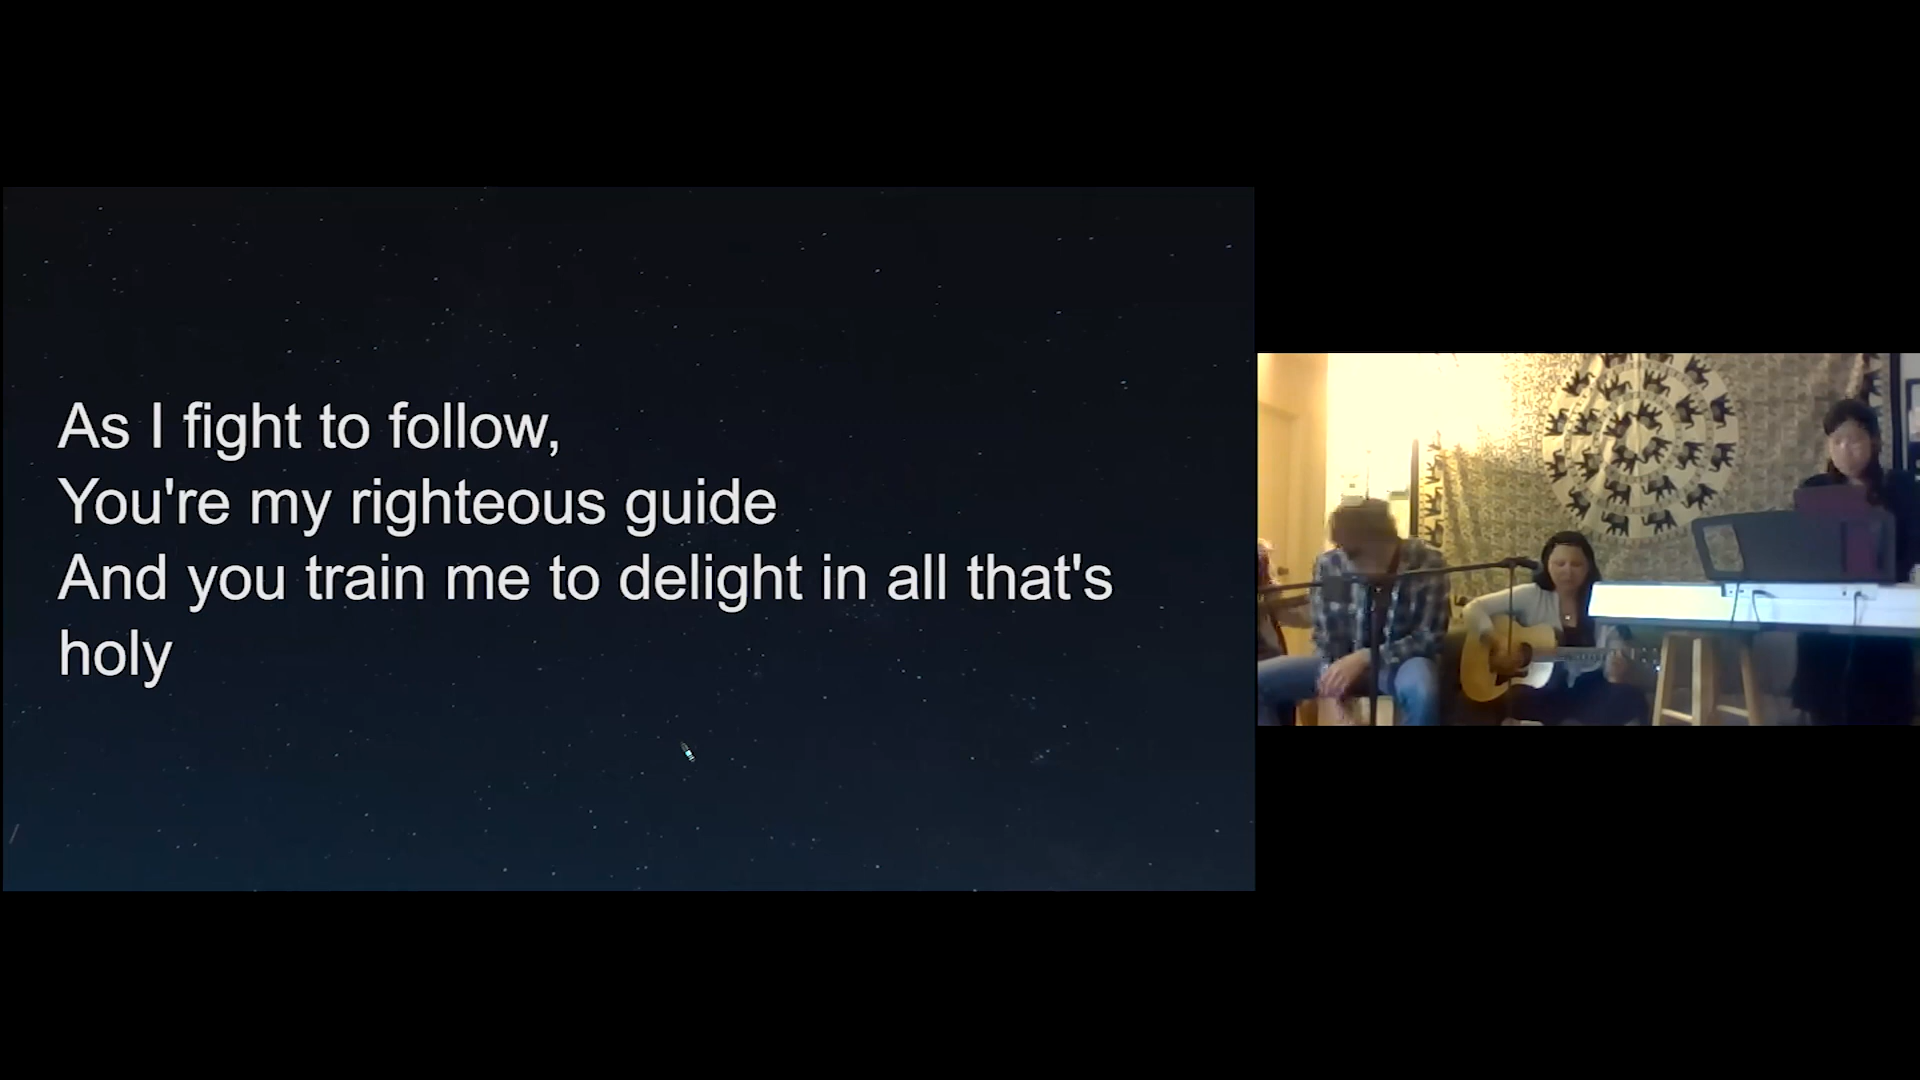 As I fight to follow,
You're my righteous guide
And you train me to delight in all that's
holy